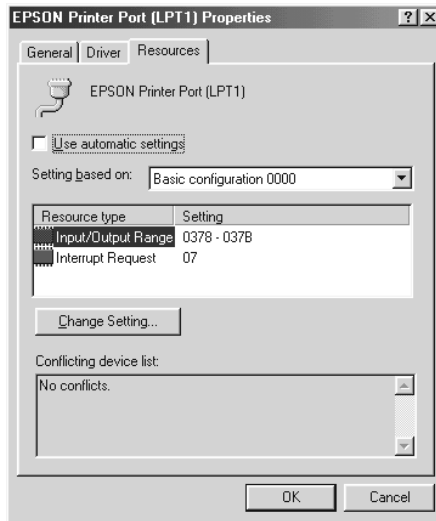 EPSON Printer Port (LPT1) Properties
General Driver Resources
EPSON Printer Port (LPT1)
Use automatic settings
Setting based on: Basic configuration 0000
Resource type Setting
Input/Output Range 0378 - 037B
Interrupt Request 07
Change Setting...
Conflicting device list:
No conflicts.
OK Cancel